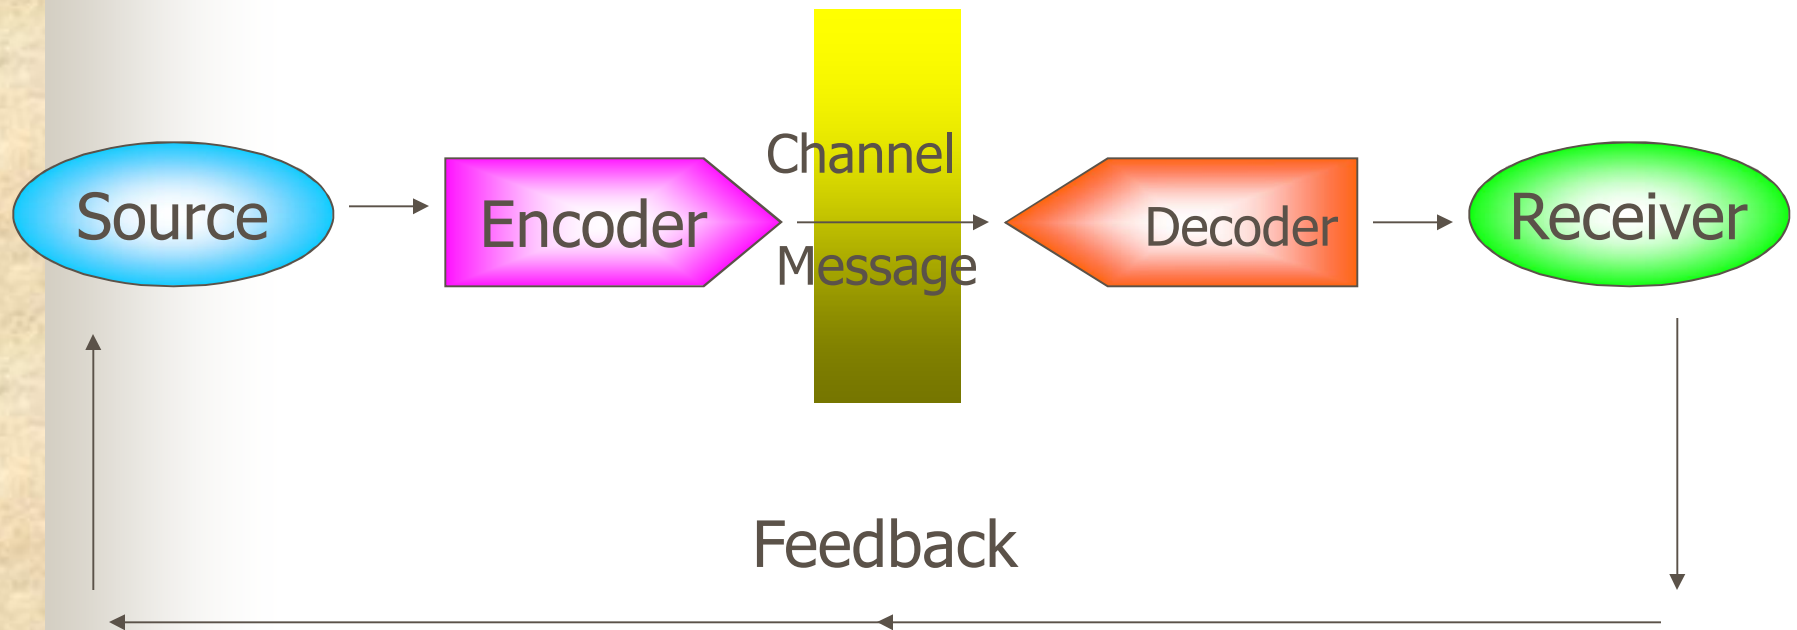 Channel
Source
Encoder
Decoder
Receiver
Message
Feedback